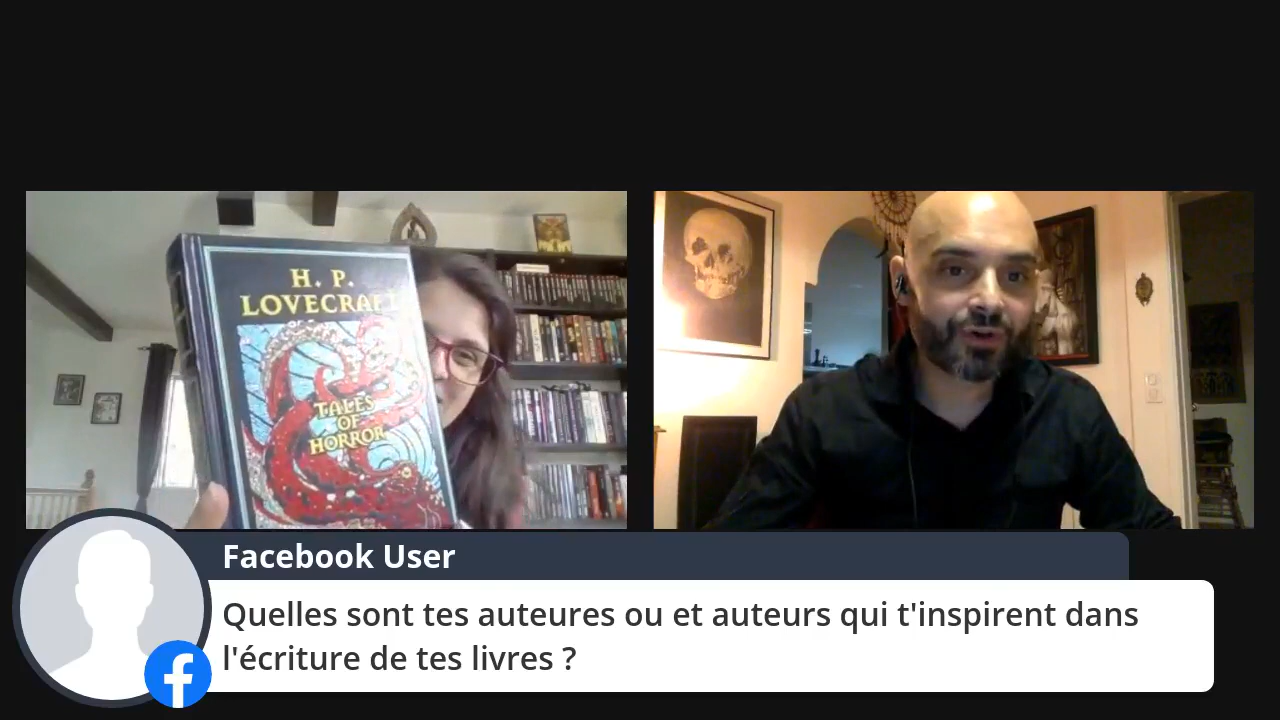 H. P.
LOVECRAFT
TALES
OF
HORROR
Facebook User
Quelles sont tes auteures ou et auteurs qui t'inspirent dans
l'écriture de tes livres ?